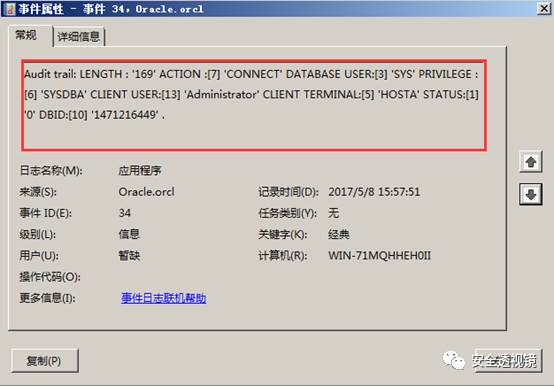 事件属性 - 事件 34，Oracle.orcl
常规 详细信息
Audit trail: LENGTH : '169' ACTION :[7] 'CONNECT' DATABASE USER:[3] 'SYS' PRIVILEGE :
[6] 'SYSDBA' CLIENT USER:[13] 'Administrator' CLIENT TERMINAL:[5] 'HOSTA' STATUS:[1]
'0' DBID:[10] '1471216449' .
日志名称(M): 应用程序
来源(S): Oracle.orcl 记录时间(D): 2017/5/8 15:57:51
事件 ID(E): 34 任务类别(Y): 无
级别(L): 信息 关键字(K): 经典
用户(U): 暂缺 计算机(R): WIN-71MQHHEH0II
操作代码(O):
更多信息(I): 事件日志联机帮助
复制(P) 安全透视镜